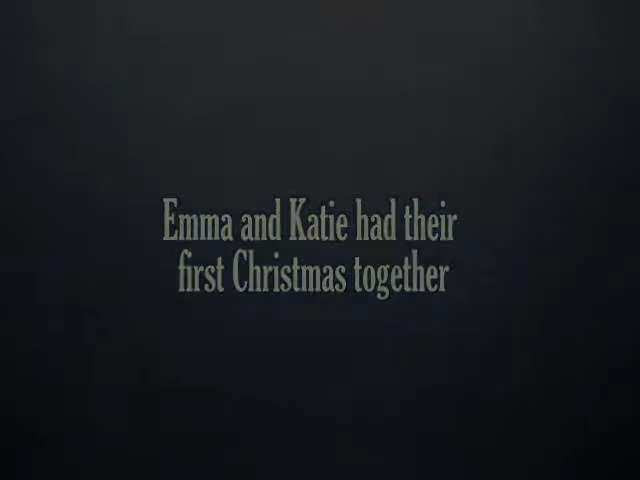 Emma and Katie had their
first Christmas together